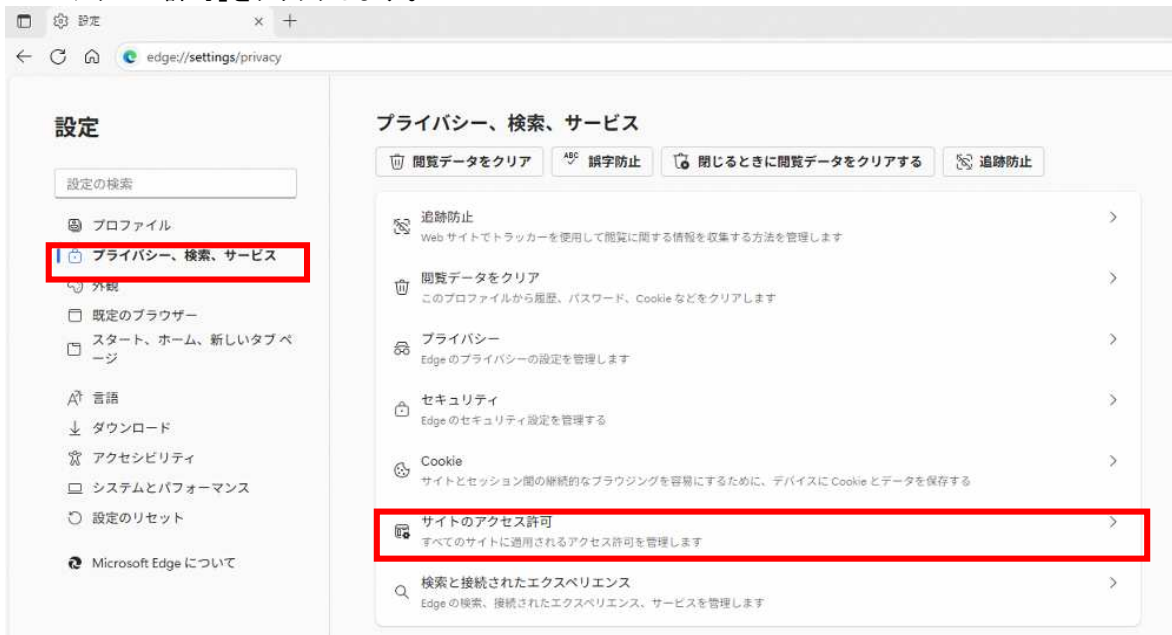 設定
edge://settings/privacy
設定
設定の検索
プロファイル
プライバシー、検索、サービス
外観
既定のブラウザー
スタート、ホーム、新しいタブ ペ
ージ
言語
ダウンロード
アクセシビリティ
システムとパフォーマンス
設定のリセット
Microsoft Edge について
プライバシー、検索、サービス
閲覧データをクリア
ABC 誤字防止
閉じるときに閲覧データをクリアする
追跡防止
追跡防止
Web サイトでトラッカーを使用して閲覧に関する情報を収集する方法を管理します
閲覧データをクリア
このプロファイルから履歴、パスワード、Cookie などをクリアします
プライバシー
Edge のプライバシーの設定を管理します
セキュリティ
Edge のセキュリティ設定を管理する
Cookie
サイトとセッション間の継続的なブラウジングを容易にするために、デバイスに Cookie とデータを保存する
サイトのアクセス許可
すべてのサイトに適用されるアクセス許可を管理します
検索と接続されたエクスペリエンス
Edge の検索、接続されたエクスペリエンス、サービスを管理します